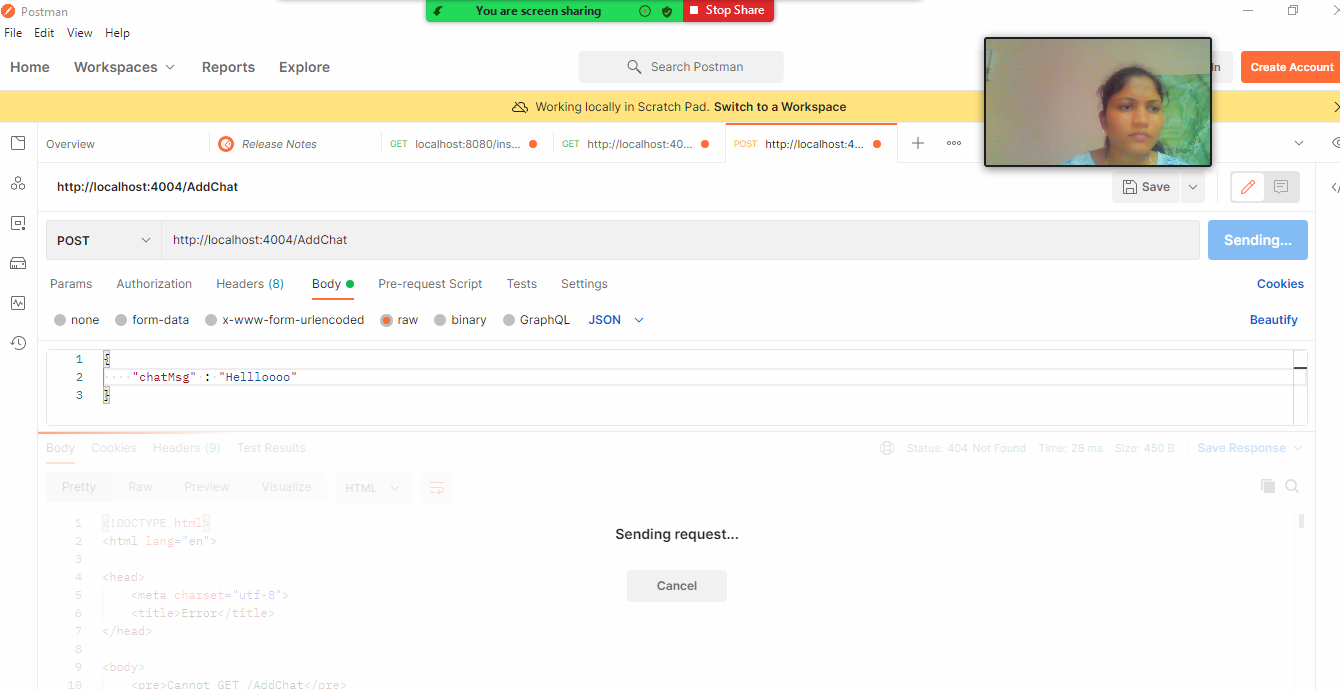 Postman
You are screen sharing
Stop Share
File Edit View Help
Home Workspaces Reports Explore
Search Postman
In
Create Account
Working locally in Scratch Pad. Switch to a Workspace
Overview
Release Notes
GET localhost:8080/ins...
GET http://localhost:40...
POST http://localhost:4...
http://localhost:4004/AddChat
Save
POST http://localhost:4004/AddChat
Sending...
Params Authorization Headers (8) Body Pre-request Script Tests Settings
Cookies
none form-data x-www-form-urlencoded raw binary GraphQL JSON
Beautify
1 {
2 "chatMsg" : "Hellloooo"
3 }
Body Cookies Headers (9) Test Results
Status: 404 Not Found Time: 28 ms Size: 450 B Save Response
Pretty Raw Preview Visualize HTML
1 <!DOCTYPE html>
2 <html lang="en">
3
4 <head>
5 <meta charset="utf-8">
6 <title>Error</title>
7 </head>
8
9 <body>
10 <pre>Cannot GET /AddChat</pre>
Sending request...
Cancel